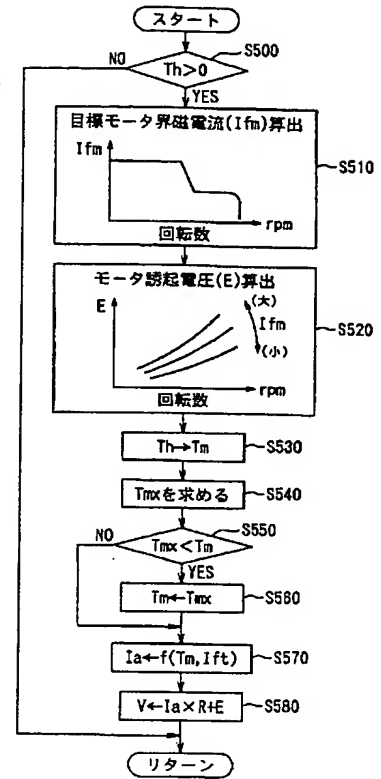 スタート
S500
NO
Th>0
YES
目標モータ界磁電流(Ifm)算出
Ifm
S510
rpm
回転数
モータ誘起電圧(E)算出
E
(大)
Ifm
(小)
S520
rpm
回転数
Th→Tm
S530
Tmxを求める
S540
S550
NO
Tmx<Tm
YES
Tm←Tmx
S560
Ia←f(Tm,Ift)
S570
V←Ia×R+E
S580
リターン